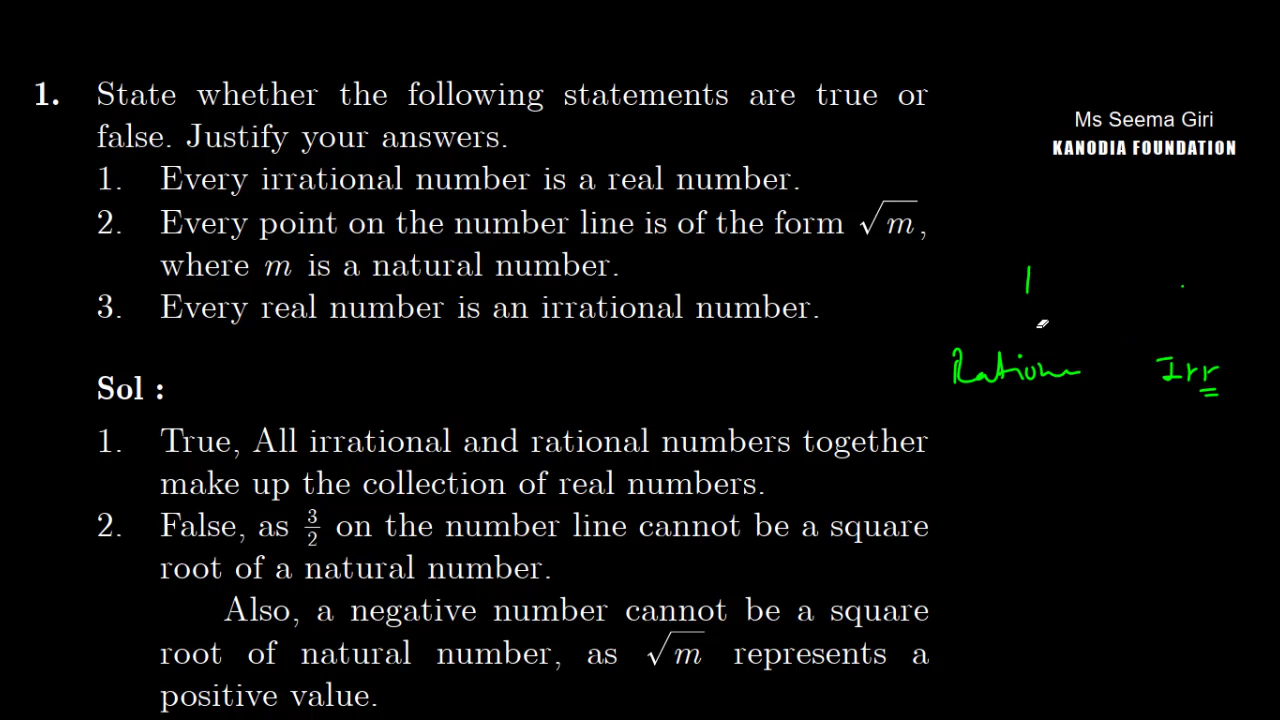 1. State whether the following statements are true or
false. Justify your answers.
1. Every irrational number is a real number.
2. Every point on the number line is of the form √m,
where m is a natural number.
3. Every real number is an irrational number.
Sol :
1. True, All irrational and rational numbers together
make up the collection of real numbers.
2. False, as 3/2 on the number line cannot be a square
root of a natural number.
Also, a negative number cannot be a square
root of natural number, as √m represents a
positive value.
Ms Seema Giri
KANODIA FOUNDATION
Ration Irr